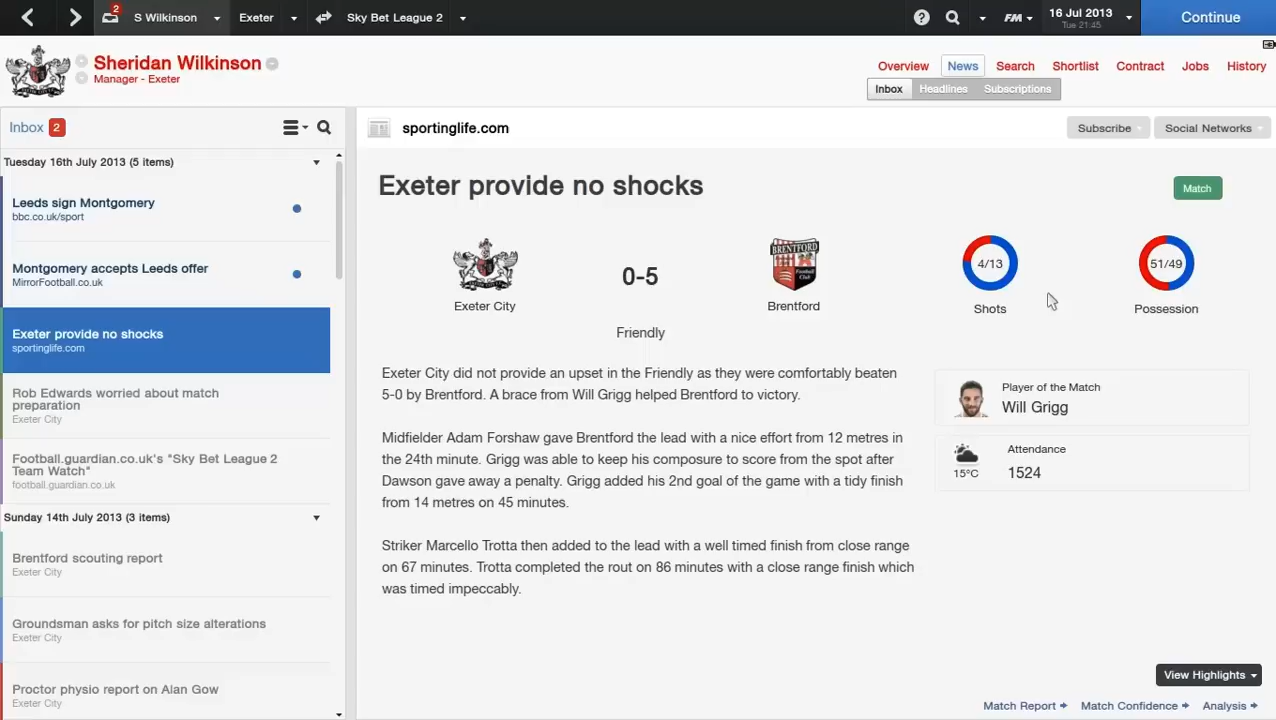 2
S Wilkinson
Exeter
Sky Bet League 2
FM
16 Jul 2013
Tue 21:45
Continue
Sheridan Wilkinson
Manager - Exeter
Overview
News
Search
Shortlist
Contract
Jobs
History
Inbox
Headlines
Subscriptions
Inbox 2
sportinglife.com
Subscribe
Social Networks
Tuesday 16th July 2013 (5 items)
Leeds sign Montgomery
bbc.co.uk/sport
Montgomery accepts Leeds offer
MirrorFootball.co.uk
Exeter provide no shocks
sportinglife.com
Rob Edwards worried about match
preparation
Exeter City
Football.guardian.co.uk's "Sky Bet League 2
Team Watch"
football.guardian.co.uk
Sunday 14th July 2013 (3 items)
Brentford scouting report
Exeter City
Groundsman asks for pitch size alterations
Exeter City
Proctor physio report on Alan Gow
Exeter City
Exeter provide no shocks
Match
Exeter City
0-5
BRENTFORD
Brentford
Friendly
4/13
Shots
51/49
Possession
Exeter City did not provide an upset in the Friendly as they were comfortably beaten
5-0 by Brentford. A brace from Will Grigg helped Brentford to victory.
Midfielder Adam Forshaw gave Brentford the lead with a nice effort from 12 metres in
the 24th minute. Grigg was able to keep his composure to score from the spot after
Dawson gave away a penalty. Grigg added his 2nd goal of the game with a tidy finish
from 14 metres on 45 minutes.
Striker Marcello Trotta then added to the lead with a well timed finish from close range
on 67 minutes. Trotta completed the rout on 86 minutes with a close range finish which
was timed impeccably.
Player of the Match
Will Grigg
15°C
Attendance
1524
View Highlights
Match Report
Match Confidence
Analysis